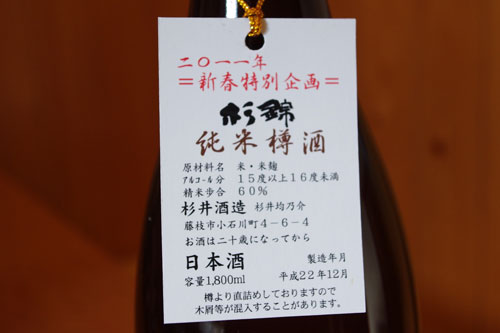 二〇一一年
＝新春特別企画＝
杉錦
純米樽酒
原材料名　米・米麹
アルコール分　15度以上16度未満
精米歩合　60%
杉井酒造　杉井均乃介
藤枝市小石川町4-6-4
お酒は二十歳になってから
日本酒　製造年月
容量1,800ml　平成22年12月
樽より直詰めしておりますので
木屑等が混入することがあります。